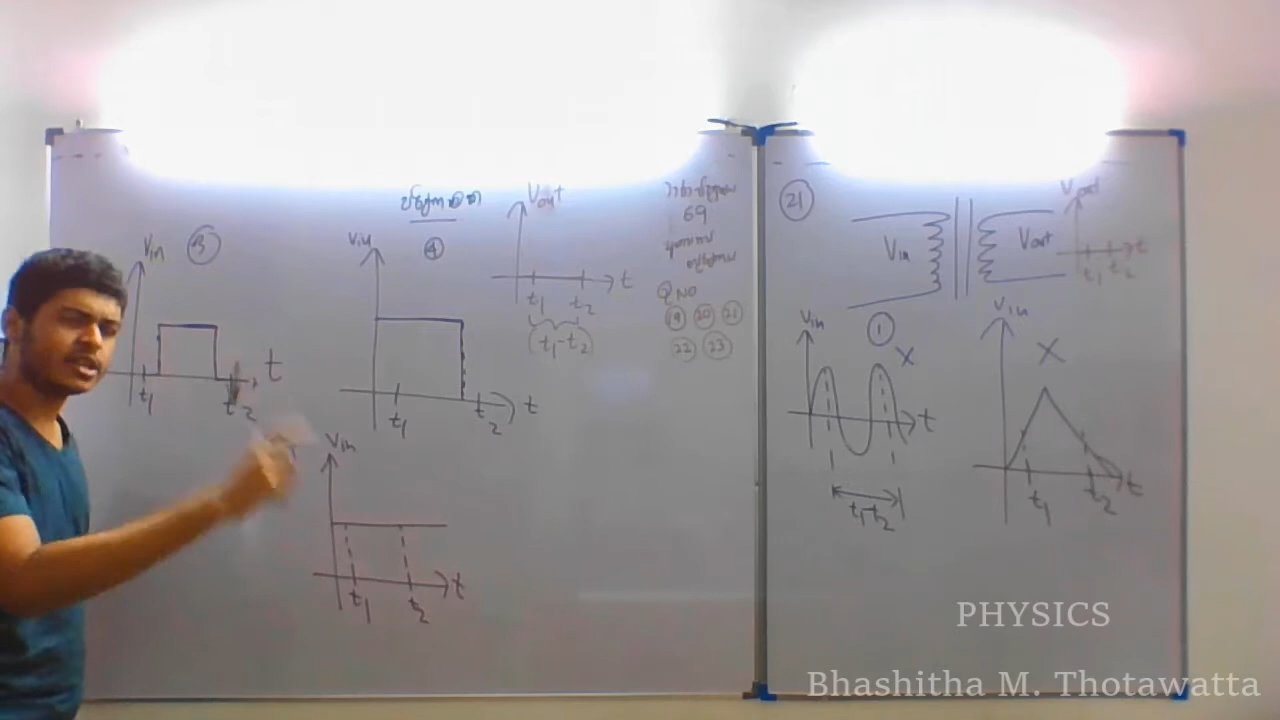 Vin
3
t
t1
t2
Vin
4
t
t1
t2
Vout
t
t1
t2
t1-t2
69
Q NO
19 20 21
22 23
Vin
t
t1
t2
21
Vin
Vout
Vout
t
t1
t2
Vin
1
X
t
t1-t2
Vin
X
t1
t2
t
PHYSICS
Bhashitha M. Thotawatta